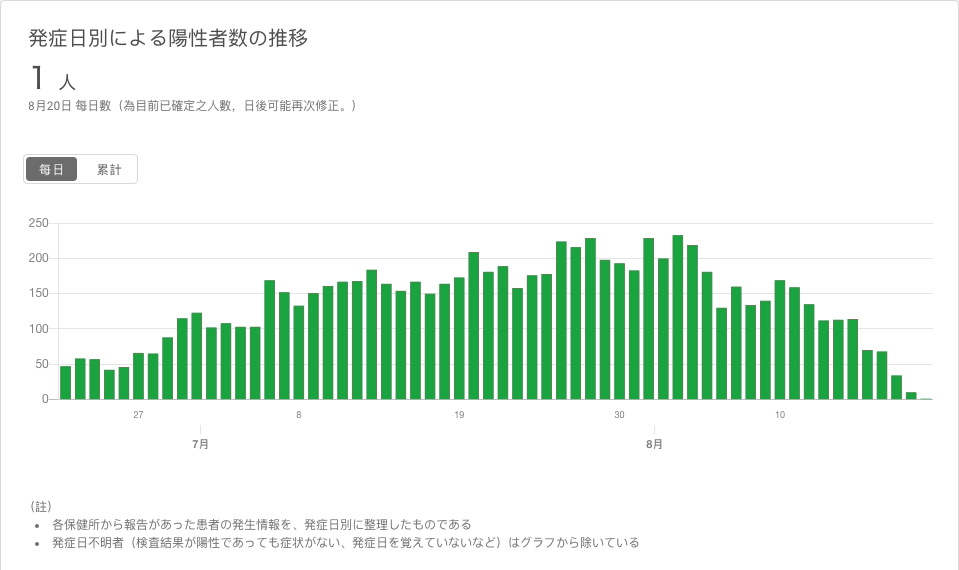 発症日別による陽性者数の推移
1 人
8月20日 每日數（為目前已確定之人數，日後可能再次修正。）
每日 累計
250
200
150
100
50
0
27 8 19 30 10
7月 8月
（註）
• 各保健所から報告があった患者の発生情報を、発症日別に整理したものである
• 発症日不明者（検査結果が陽性であっても症状がない、発症日を覚えていないなど）はグラフから除いている